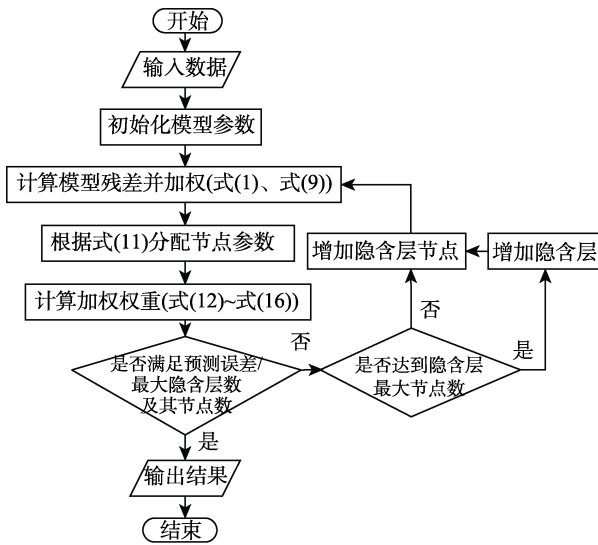 开始
输入数据
初始化模型参数
计算模型残差并加权(式(1)、式(9))
根据式(11)分配节点参数
计算加权权重(式(12)~式(16))
是否满足预测误差/
最大隐含层数
及其节点数
否
是
输出结果
结束
是否达到隐含层
最大节点数
否
是
增加隐含层节点
增加隐含层